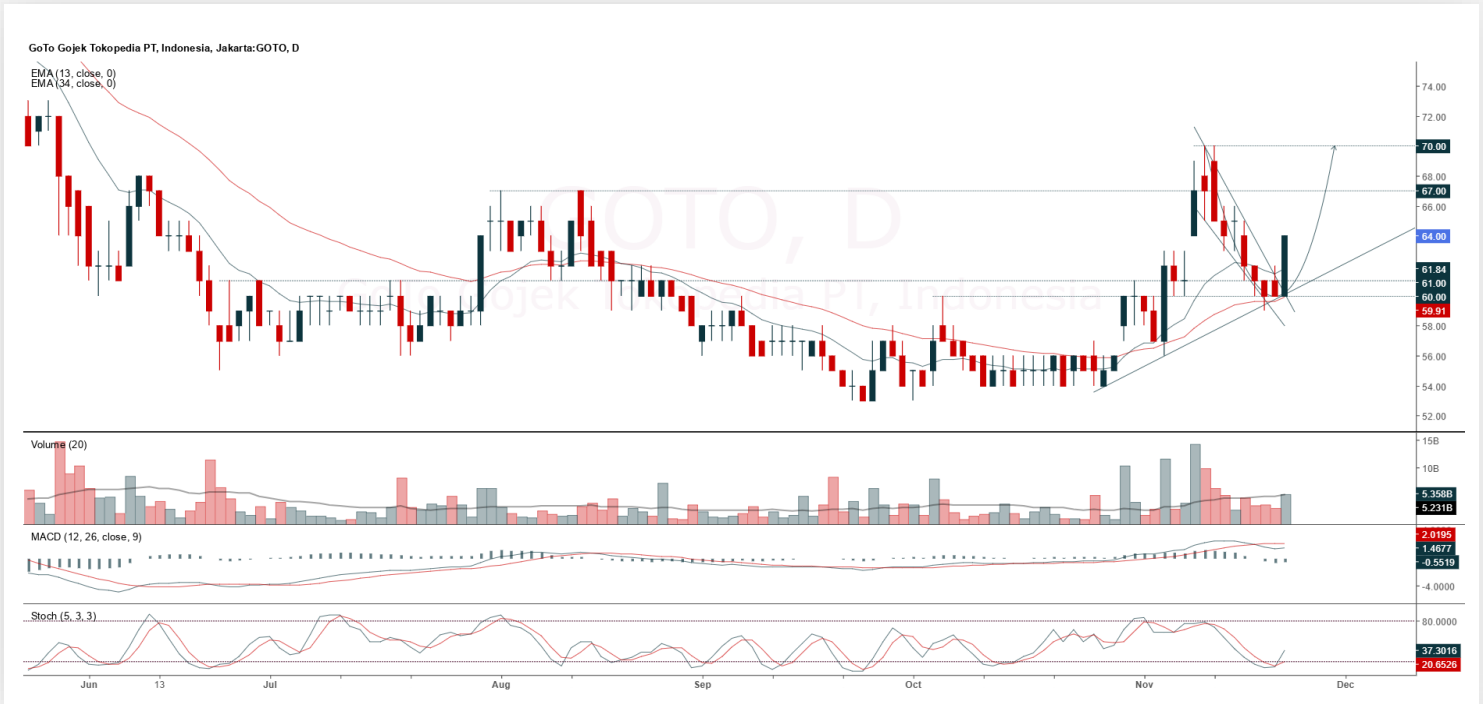 GoTo Gojek Tokopedia PT, Indonesia, Jakarta:GOTO, D
EMA (13, close, 0)
EMA (34, close, 0)
GOTO, D
GoTo Gojek Tokopedia PT, Indonesia
74.00
72.00
70.00
68.00
67.00
66.00
64.00
61.84
61.00
60.00
59.91
58.00
56.00
54.00
52.00
Volume (20)
15B
10B
5.358B
5.231B
MACD (12, 26, close, 9)
2.0195
1.4677
-0.5519
-4.0000
Stoch (5, 3, 3)
80.0000
37.3016
20.6526
Jun 13 Jul Aug Sep Oct Nov Dec